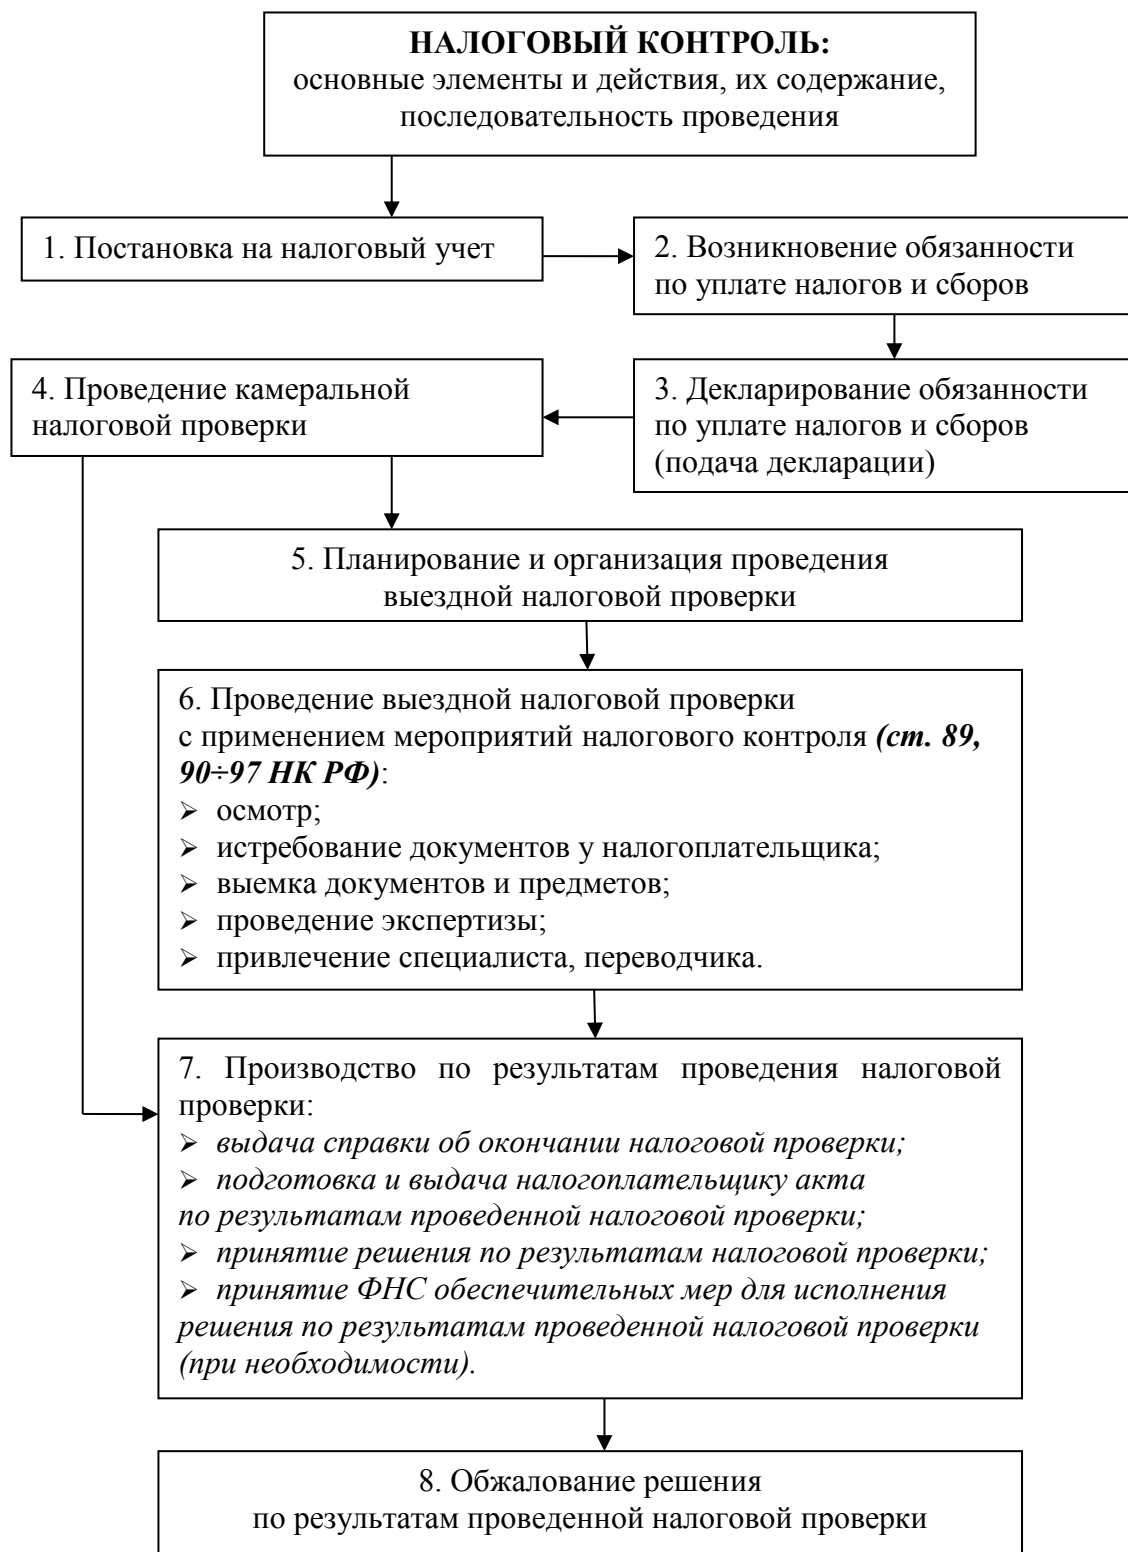 НАЛОГОВЫЙ КОНТРОЛЬ:
основные элементы и действия, их содержание,
последовательность проведения
1. Постановка на налоговый учет
2. Возникновение обязанности
по уплате налогов и сборов
3. Декларирование обязанности
по уплате налогов и сборов
(подача декларации)
4. Проведение камеральной
налоговой проверки
5. Планирование и организация проведения
выездной налоговой проверки
6. Проведение выездной налоговой проверки
с применением мероприятий налогового контроля (ст. 89,
90÷97 НК РФ):
➢ осмотр;
➢ истребование документов у налогоплательщика;
➢ выемка документов и предметов;
➢ проведение экспертизы;
➢ привлечение специалиста, переводчика.
7. Производство по результатам проведения налоговой
проверки:
➢ выдача справки об окончании налоговой проверки;
➢ подготовка и выдача налогоплательщику акта
по результатам проведенной налоговой проверки;
➢ принятие решения по результатам налоговой проверки;
➢ принятие ФНС обеспечительных мер для исполнения
решения по результатам проведенной налоговой проверки
(при необходимости).
8. Обжалование решения
по результатам проведенной налоговой проверки